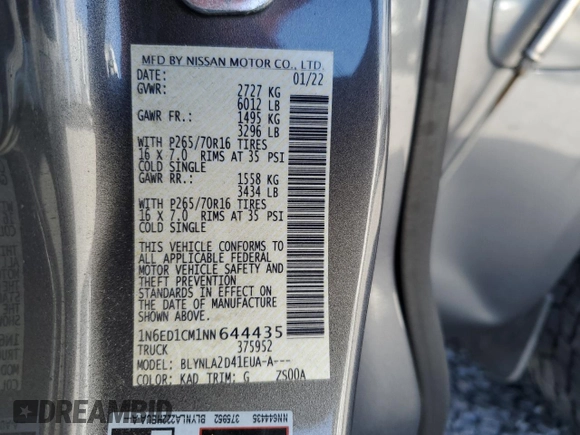 MFD BY NISSAN MOTOR CO., LTD.
DATE: 01/22
GVWR: 2727 KG
6012 LB
GAWR FR.: 1495 KG
3296 LB
WITH P265/70R16 TIRES
16 X 7.0 RIMS AT 35 PSI
COLD SINGLE
GAWR RR.: 1558 KG
3434 LB
WITH P265/70R16 TIRES
16 X 7.0 RIMS AT 35 PSI
COLD SINGLE
THIS VEHICLE CONFORMS TO
ALL APPLICABLE FEDERAL
MOTOR VEHICLE SAFETY AND
THEFT PREVENTION
STANDARDS IN EFFECT ON
THE DATE OF MANUFACTURE
SHOWN ABOVE.
1N6ED1CM1NN644435
TRUCK 375952
MODEL: BLYNLA2D41EUA-A---
COLOR: KAD TRIM: G ZS00A
NN644435 375952
DREAMBID